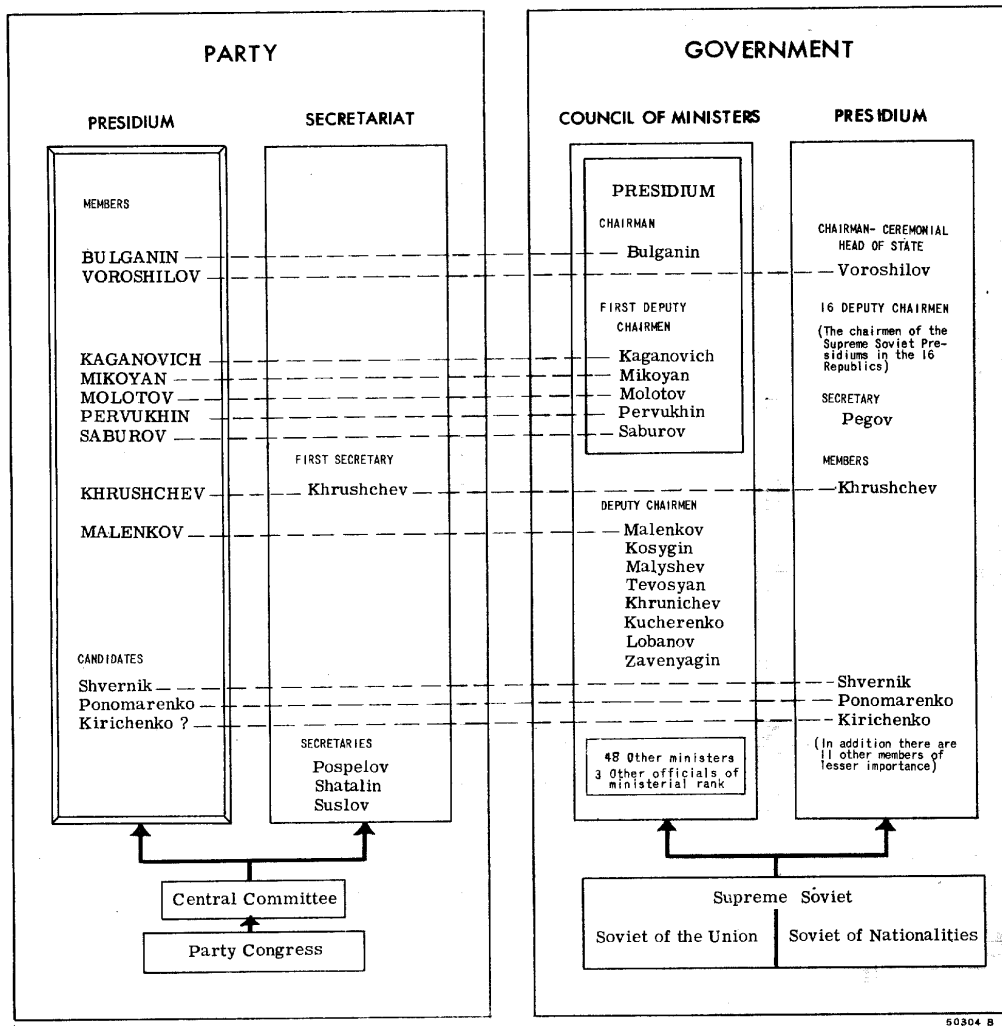 PARTY
PRESIDIUM
MEMBERS
BULGANIN
VOROSHILOV
KAGANOVICH
MIKOYAN
MOLOTOV
PERVUKHIN
SABUROV
KHRUSHCHEV
MALENKOV
CANDIDATES
Shvernik
Ponomarenko
Kirichenko ?
SECRETARIAT
FIRST SECRETARY
Khrushchev
SECRETARIES
Pospelov
Shatalin
Suslov
Central Committee
Party Congress
GOVERNMENT
COUNCIL OF MINISTERS
PRESIDIUM
CHAIRMAN
Bulganin
FIRST DEPUTY
CHAIRMEN
Kaganovich
Mikoyan
Molotov
Pervukhin
Saburov
DEPUTY CHAIRMEN
Malenkov
Kosygin
Malyshev
Tevosyan
Khrunichev
Kucherenko
Lobanov
Zavenyagin
48 Other ministers
3 Other officials of
ministerial rank
PRESIDIUM
CHAIRMAN- CEREMONIAL
HEAD OF STATE
Voroshilov
16 DEPUTY CHAIRMEN
(The chairmen of the
Supreme Soviet Pre-
sidiums in the 16
Republics)
SECRETARY
Pegov
MEMBERS
Khrushchev
Shvernik
Ponomarenko
Kirichenko
(In addition there are
11 other members of
lesser importance)
Supreme Soviet
Soviet of the Union
Soviet of Nationalities
50304 B